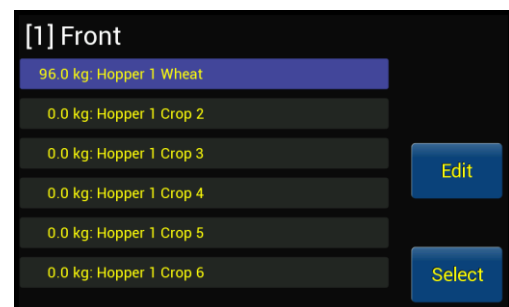 [1] Front
96.0 kg: Hopper 1 Wheat
0.0 kg: Hopper 1 Crop 2
0.0 kg: Hopper 1 Crop 3
Edit
0.0 kg: Hopper 1 Crop 4
0.0 kg: Hopper 1 Crop 5
0.0 kg: Hopper 1 Crop 6
Select